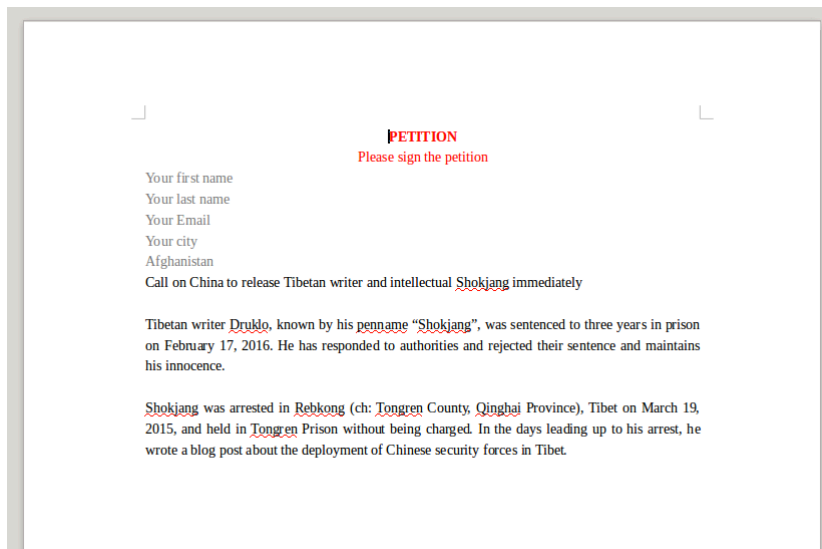 PETITION
Please sign the petition
Your first name
Your last name
Your Email
Your city
Afghanistan
Call on China to release Tibetan writer and intellectual Shokjang immediately
Tibetan writer Druklo, known by his penname “Shokjang”, was sentenced to three years in prison
on February 17, 2016. He has responded to authorities and rejected their sentence and maintains
his innocence.
Shokjang was arrested in Rebkong (ch: Tongren County, Qinghai Province), Tibet on March 19,
2015, and held in Tongren Prison without being charged. In the days leading up to his arrest, he
wrote a blog post about the deployment of Chinese security forces in Tibet.